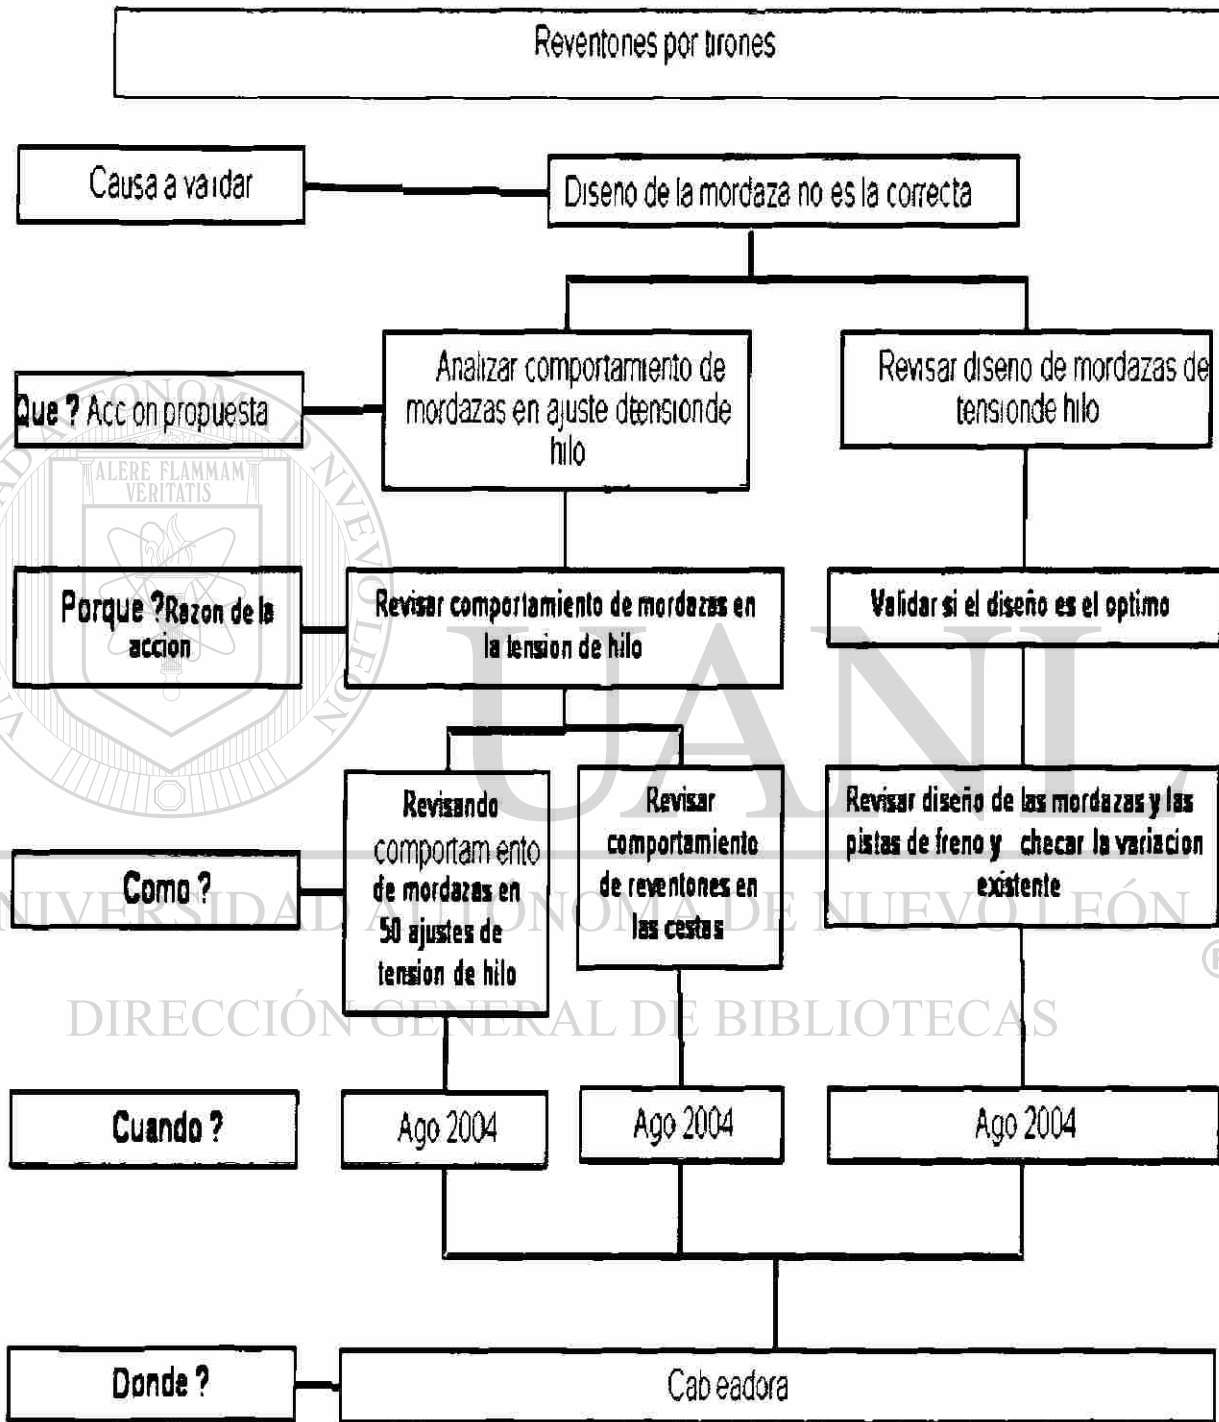 Reventones por tirones
Causa a vaidar
Diseno de la mordaza no es la correcta
Que ? Acc on propuesta
Analizar comportamiento de
mordazas en ajuste dtensionde
hilo
Revisar diseno de mordazas de
tensionde hilo
ALERE FLAMMAM
VERITATIS
Porque ?Razon de la
accion
Revisar comportamiento de mordazas en
la tension de hilo
Validar si el diseño es el optimo
UANL
Como ?
Revisando
comportam ento
de mordazas en
50 ajustes de
tension de hilo
Revisar
comportamiento
de reventones en
las cestas
Revisar diseño de las mordazas y las
pistas de freno y checar la variacion
existente
UNIVERSIDAD AUTÓNOMA DE NUEVO LEÓN
®
DIRECCIÓN GENERAL DE BIBLIOTECAS
Cuando ?
Ago 2004
Ago 2004
Ago 2004
Donde ?
Cab eadora